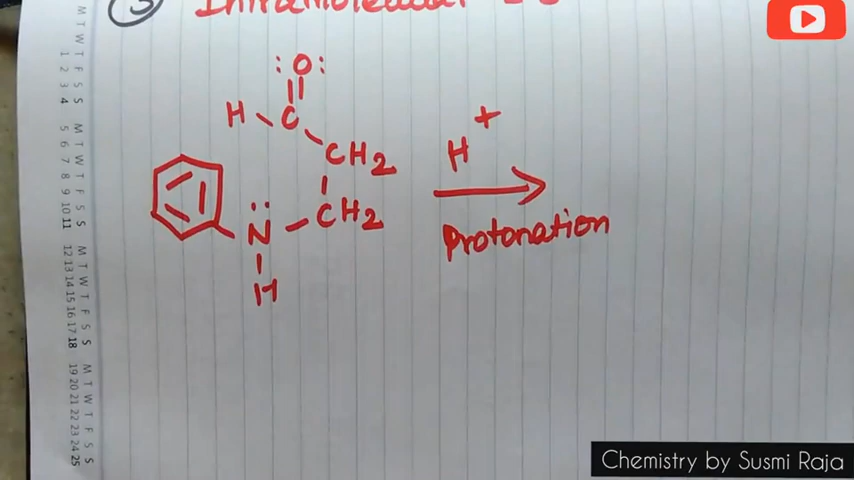 3
:O:
||
H C
CH2
H+
CH2
N
Protonation
H
M T W T F S S
1 2 3 4 5 6 7 8 9 10 11 12 13 14 15 16 17 18 19 20 21 22 23 24 25
M T W T F S S M T W T F S S M T W T F S S M T W T F S S
Chemistry by Susmi Raja